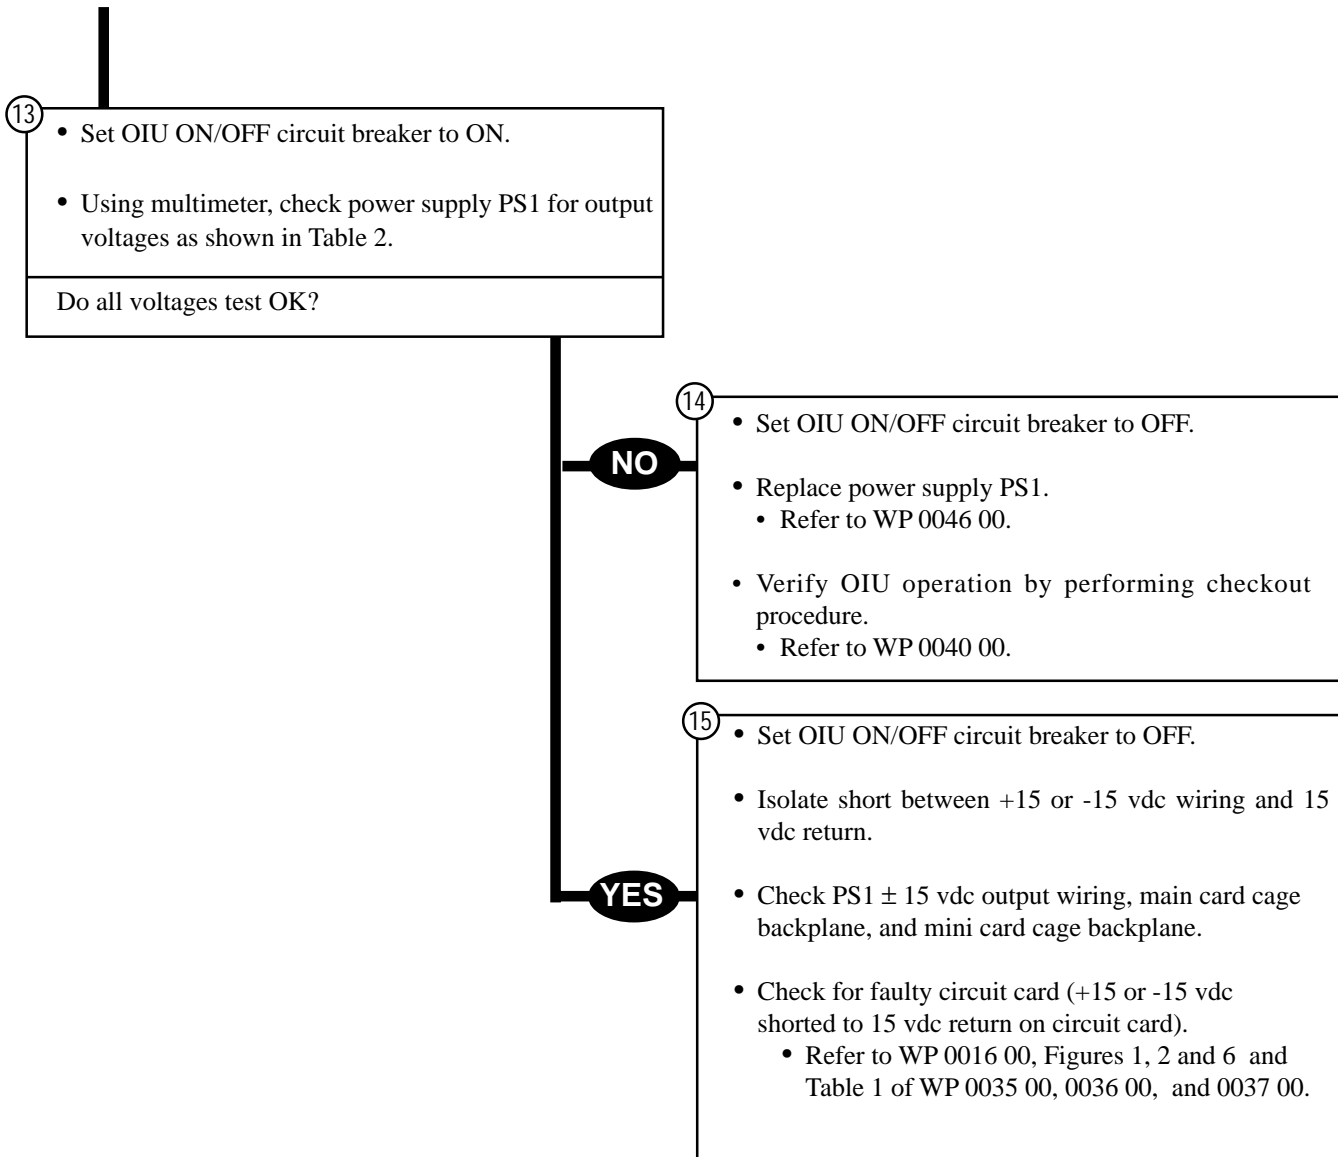 13
• Set OIU ON/OFF circuit breaker to ON.
• Using multimeter, check power supply PS1 for output
voltages as shown in Table 2.
Do all voltages test OK?
NO
14
• Set OIU ON/OFF circuit breaker to OFF.
• Replace power supply PS1.
• Refer to WP 0046 00.
• Verify OIU operation by performing checkout
procedure.
• Refer to WP 0040 00.
YES
15
• Set OIU ON/OFF circuit breaker to OFF.
• Isolate short between +15 or -15 vdc wiring and 15
vdc return.
• Check PS1 ± 15 vdc output wiring, main card cage
backplane, and mini card cage backplane.
• Check for faulty circuit card (+15 or -15 vdc
shorted to 15 vdc return on circuit card).
• Refer to WP 0016 00, Figures 1, 2 and 6 and
Table 1 of WP 0035 00, 0036 00, and 0037 00.